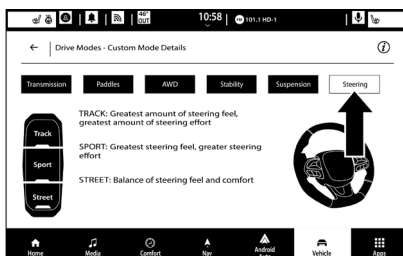 46°
OUT
10:58
FM 101.1 HD-1
Drive Modes - Custom Mode Details
Transmission
Paddles
AWD
Stability
Suspension
Steering
Track
Sport
Street
TRACK: Greatest amount of steering feel,
greatest amount of steering effort
SPORT: Greatest steering feel, greater steering
effort
STREET: Balance of steering feel and comfort
Home
Media
Comfort
Nav
Android
Auto
Vehicle
Apps